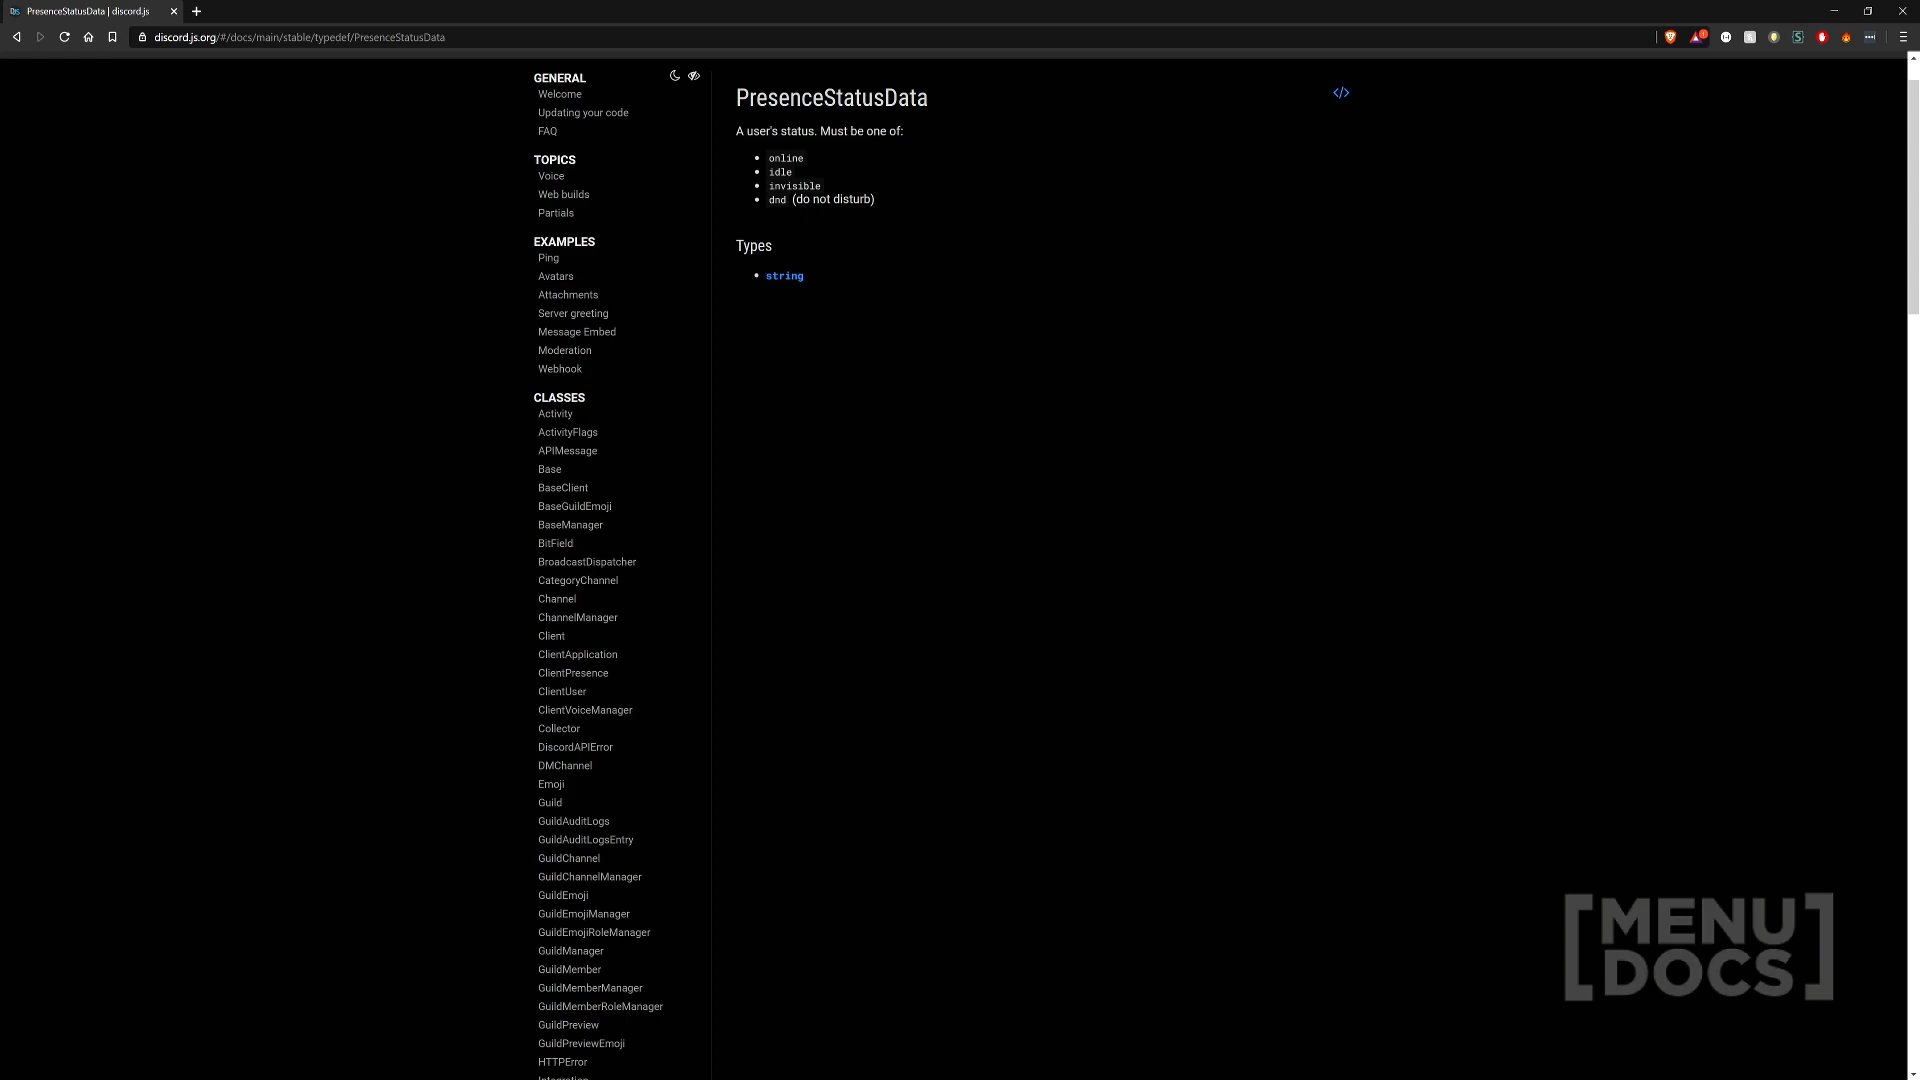 PresenceStatusData | discord.js
discord.js.org/#/docs/main/stable/typedef/PresenceStatusData
GENERAL
Welcome
Updating your code
FAQ
TOPICS
Voice
Web builds
Partials
EXAMPLES
Ping
Avatars
Attachments
Server greeting
Message Embed
Moderation
Webhook
CLASSES
Activity
ActivityFlags
APIMessage
Base
BaseClient
BaseGuildEmoji
BaseManager
BitField
BroadcastDispatcher
CategoryChannel
Channel
ChannelManager
Client
ClientApplication
ClientPresence
ClientUser
ClientVoiceManager
Collector
DiscordAPIError
DMChannel
Emoji
Guild
GuildAuditLogs
GuildAuditLogsEntry
GuildChannel
GuildChannelManager
GuildEmoji
GuildEmojiManager
GuildEmojiRoleManager
GuildManager
GuildMember
GuildMemberManager
GuildMemberRoleManager
GuildPreview
GuildPreviewEmoji
HTTPError
Integration
PresenceStatusData
</>
A user's status. Must be one of:
• online
• idle
• invisible
• dnd (do not disturb)
Types
• string
[MENU
DOCS]